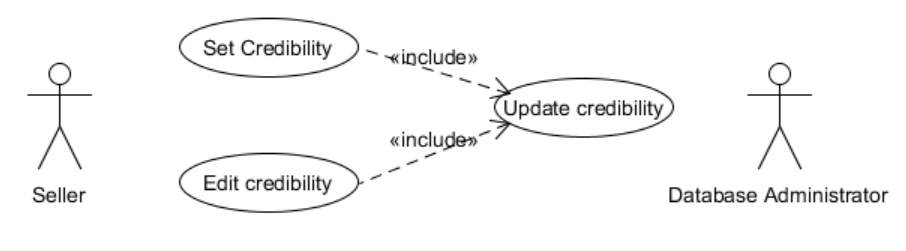 Set Credibility
«include»
Update credibility
«include»
Edit credibility
Seller
Database Administrator